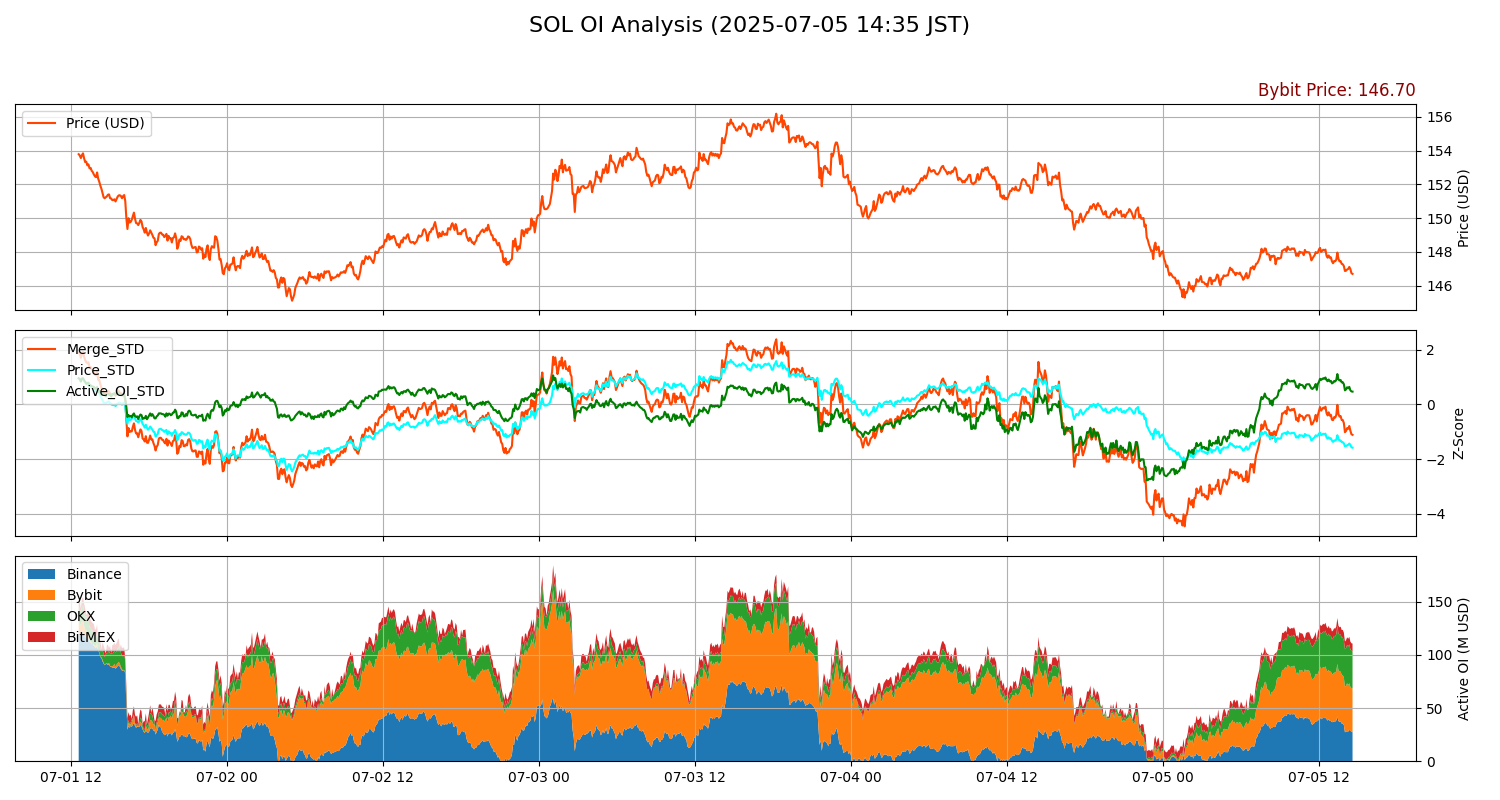 SOL OI Analysis (2025-07-05 14:35 JST)
Bybit Price: 146.70
Price (USD)
156
154
152
150
148
146
Price (USD)
Merge_STD
Price_STD
Active_OI_STD
2
0
−2
−4
Z-Score
Binance
Bybit
OKX
BitMEX
150
100
50
0
Active OI (M USD)
07-01 12 07-02 00 07-02 12 07-03 00 07-03 12 07-04 00 07-04 12 07-05 00 07-05 12